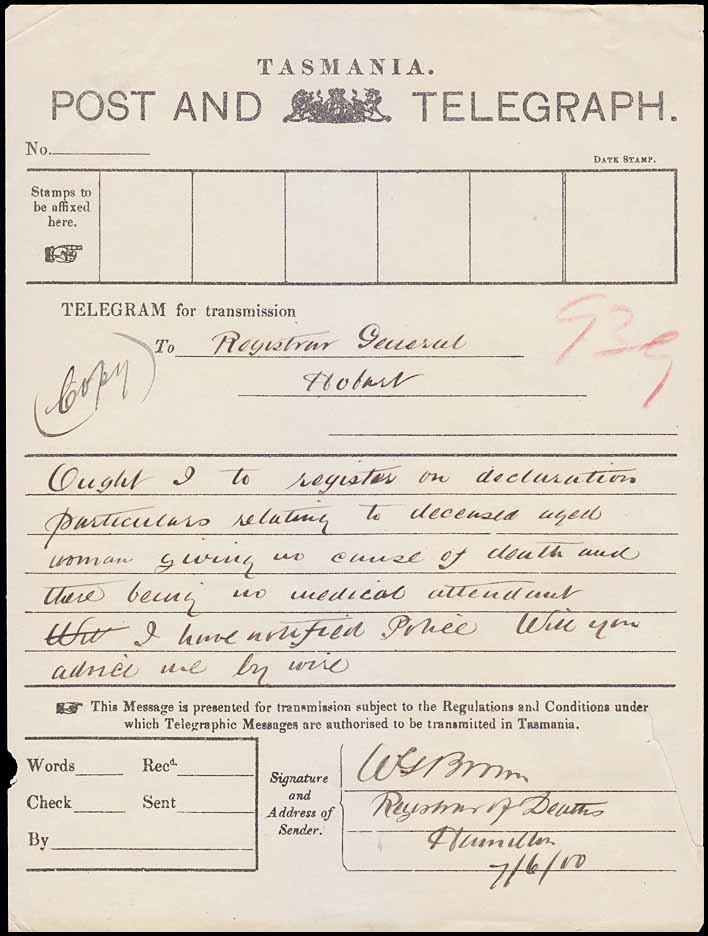 TASMANIA.
POST AND TELEGRAPH.
No.
DATE STAMP.
Stamps to
be affixed
here.
TELEGRAM for transmission
To Registrar General
Hobart
(Copy)
939
Ought I to register on declaration
particulars relating to deceased aged
woman giving no cause of death and
there being no medical attendant
I have notified Police Will you
advice me by wire
This Message is presented for transmission subject to the Regulations and Conditions under
which Telegraphic Messages are authorised to be transmitted in Tasmania.
Words Recd.
Check Sent
By
Signature
and
Address of
Sender.
Brown
Registrar of Deaths
Hamilton
7/6/00